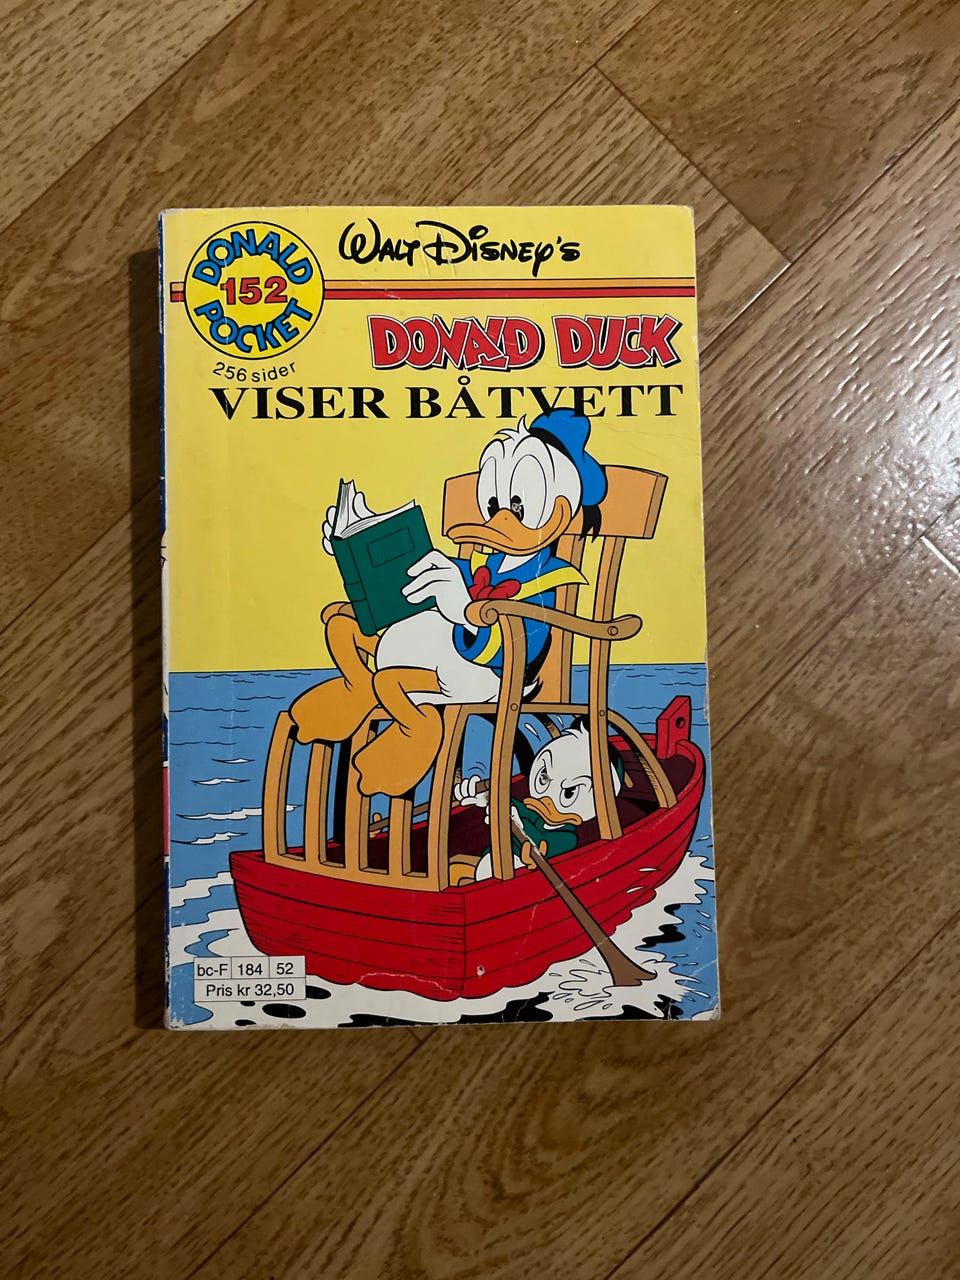 DONALD
152
POCKET
256 sider
WALT DISNEY'S
DONALD DUCK
VISER BÅTVETT
bc-F 184 52
Pris kr 32,50